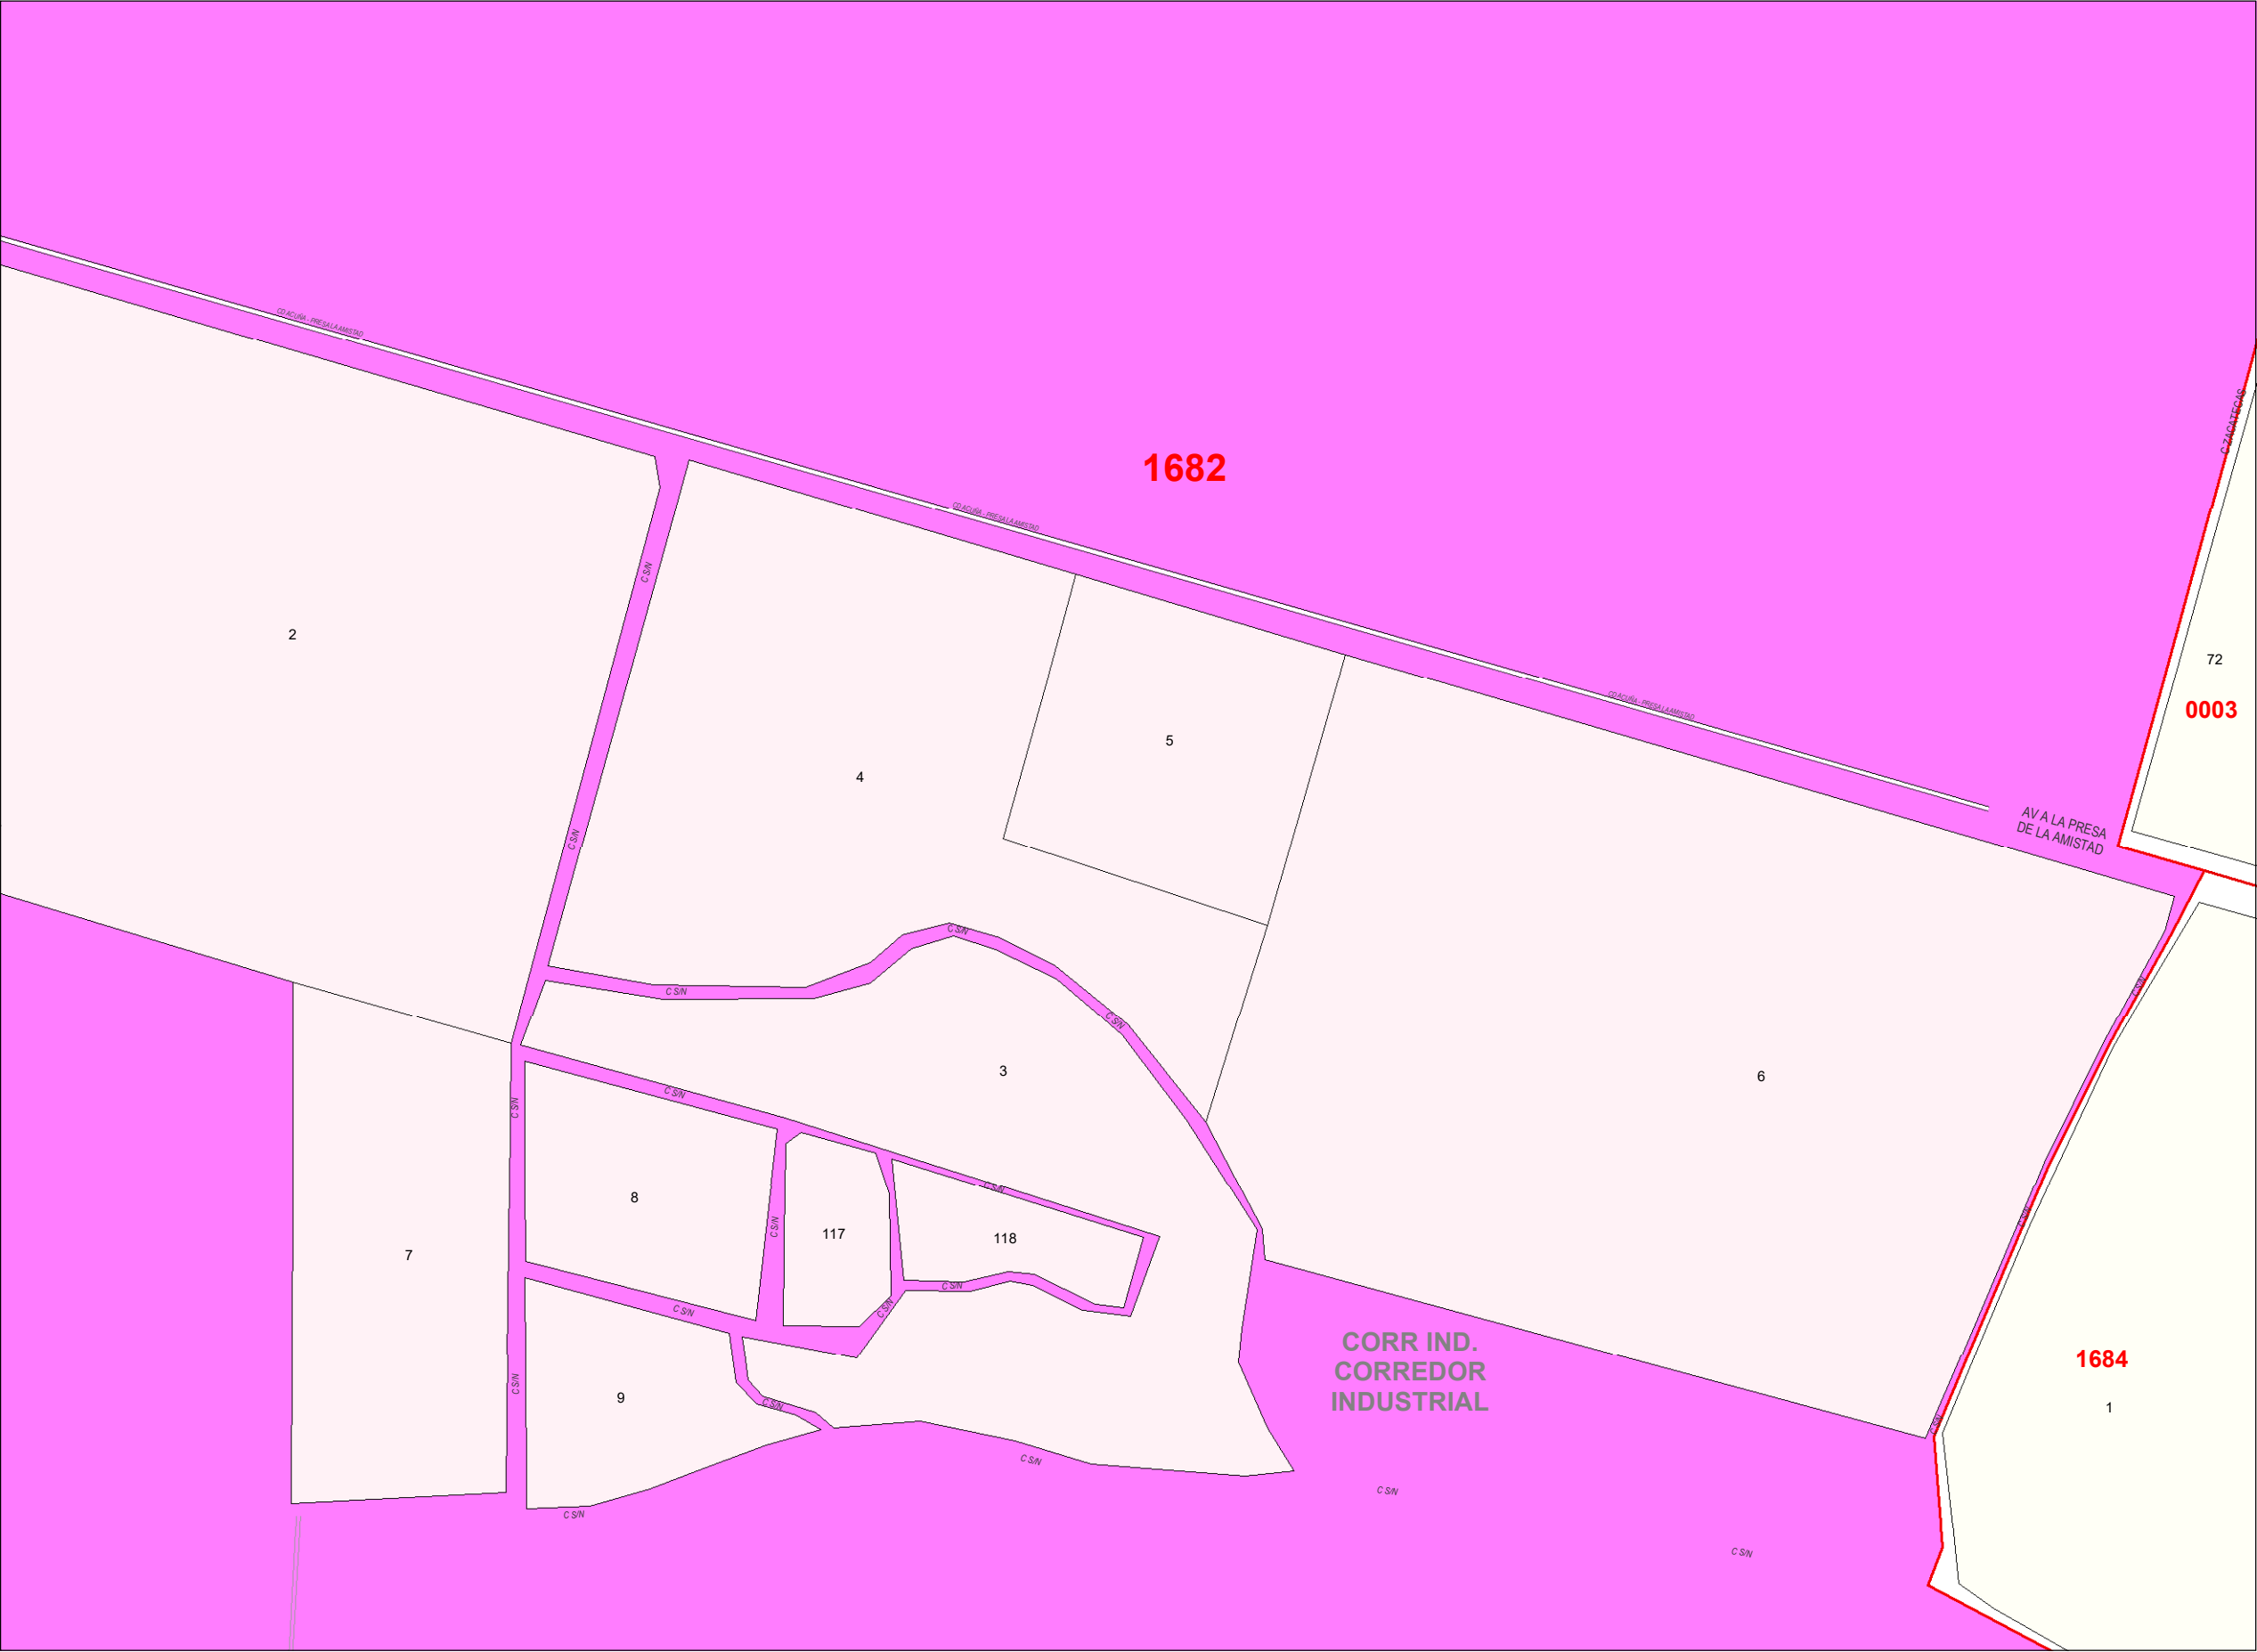 CD ACUÑA - PRESA LA AMISTAD
C ZACATECAS
1682
CD ACUÑA - PRESA LA AMISTAD
C S/N
2
72
CD ACUÑA - PRESA LA AMISTAD
0003
5
4
AV A LA PRESA
DE LA AMISTAD
C S/N
C S/N
C S/N
C S/N
C S/N
3
6
C S/N
C S/N
C S/N
8
C S/N
C S/N
117
118
7
C S/N
C S/N
C S/N
CORR IND.
CORREDOR
INDUSTRIAL
1684
C S/N
9
C S/N
1
C S/N
C S/N
C S/N
C S/N
C S/N